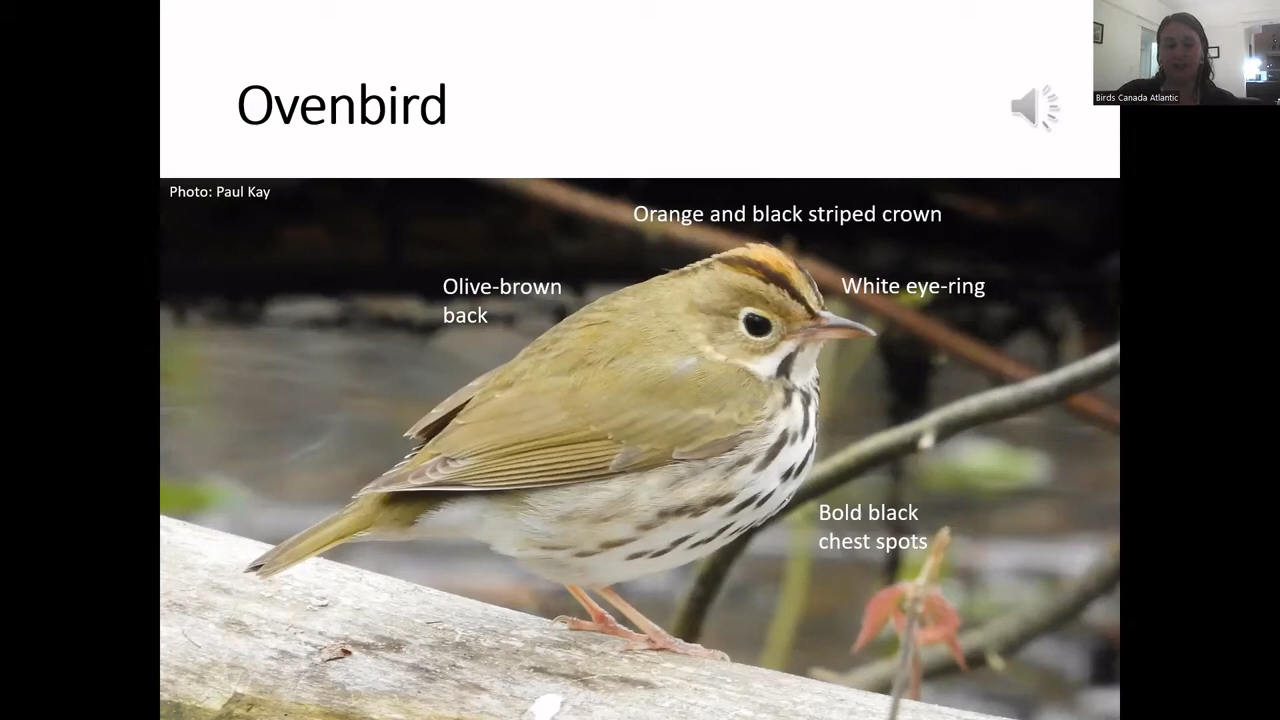 Ovenbird
Birds Canada Atlantic
Photo: Paul Kay
Orange and black striped crown
Olive-brown
back
White eye-ring
Bold black
chest spots